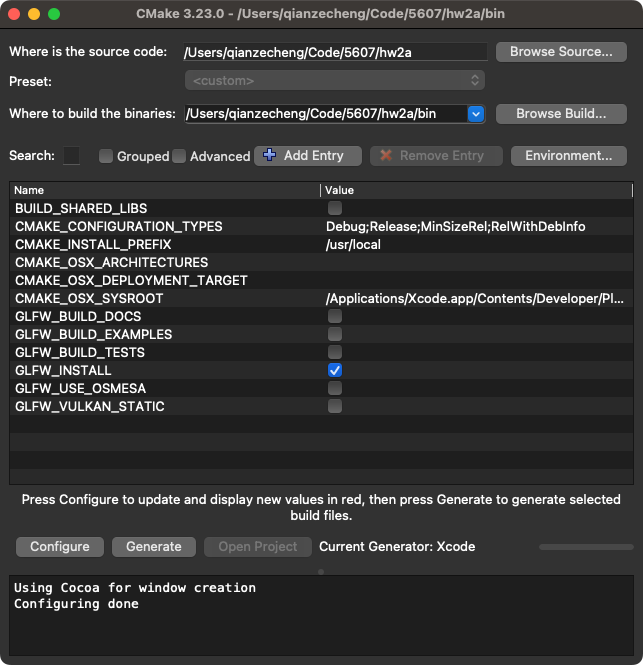 CMake 3.23.0 - /Users/qianzecheng/Code/5607/hw2a/bin
Where is the source code: /Users/qianzecheng/Code/5607/hw2a Browse Source...
Preset: <custom>
Where to build the binaries: /Users/qianzecheng/Code/5607/hw2a/bin Browse Build...
Search: Grouped Advanced Add Entry Remove Entry Environment...
Name Value
BUILD_SHARED_LIBS
CMAKE_CONFIGURATION_TYPES Debug;Release;MinSizeRel;RelWithDebInfo
CMAKE_INSTALL_PREFIX /usr/local
CMAKE_OSX_ARCHITECTURES
CMAKE_OSX_DEPLOYMENT_TARGET
CMAKE_OSX_SYSROOT /Applications/Xcode.app/Contents/Developer/Pl...
GLFW_BUILD_DOCS
GLFW_BUILD_EXAMPLES
GLFW_BUILD_TESTS
GLFW_INSTALL
GLFW_USE_OSMESA
GLFW_VULKAN_STATIC
Press Configure to update and display new values in red, then press Generate to generate selected
build files.
Configure Generate Open Project Current Generator: Xcode
Using Cocoa for window creation
Configuring done